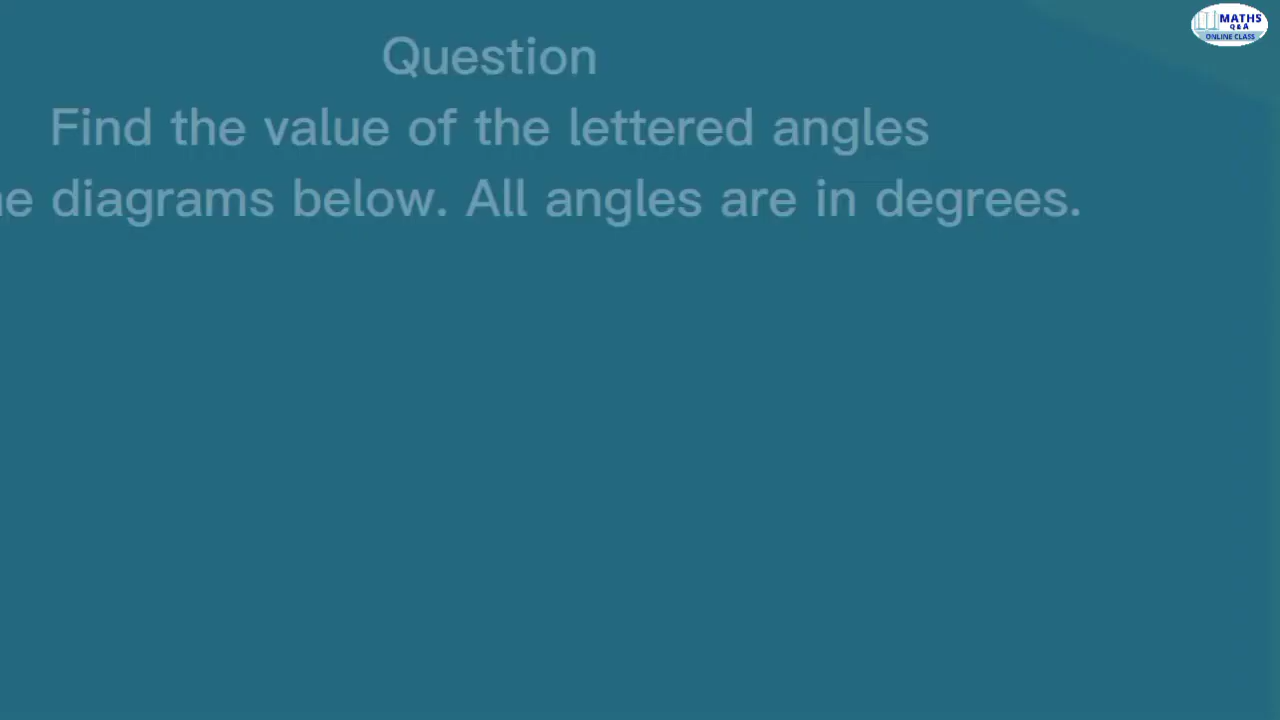 MATHS
Q & A
ONLINE CLASS
Question
Find the value of the lettered angles
diagrams below. All angles are in degrees.